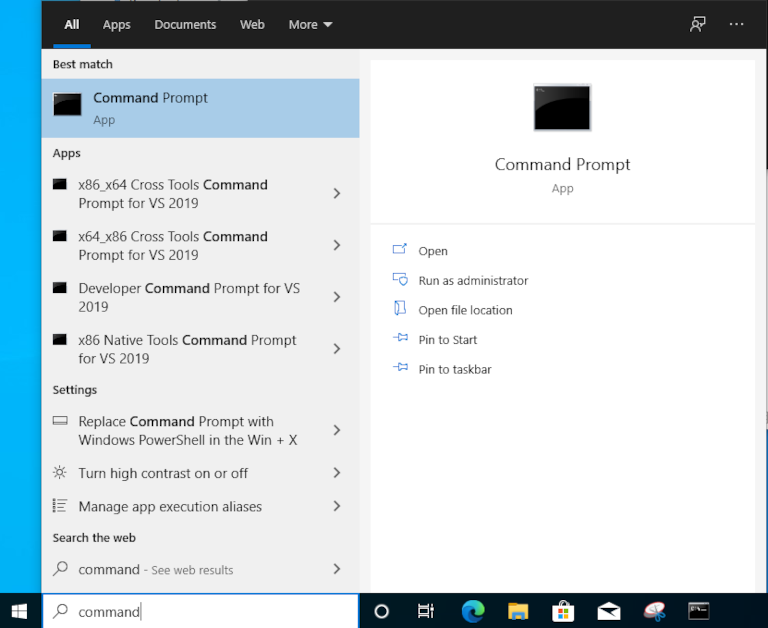 All Apps Documents Web More
Best match
Command Prompt
App
Apps
x86_x64 Cross Tools Command
Prompt for VS 2019
x64_x86 Cross Tools Command
Prompt for VS 2019
Developer Command Prompt for VS
2019
x86 Native Tools Command Prompt
for VS 2019
Settings
Replace Command Prompt with
Windows PowerShell in the Win + X
Turn high contrast on or off
Manage app execution aliases
Search the web
command - See web results
command
Command Prompt
App
Open
Run as administrator
Open file location
Pin to Start
Pin to taskbar